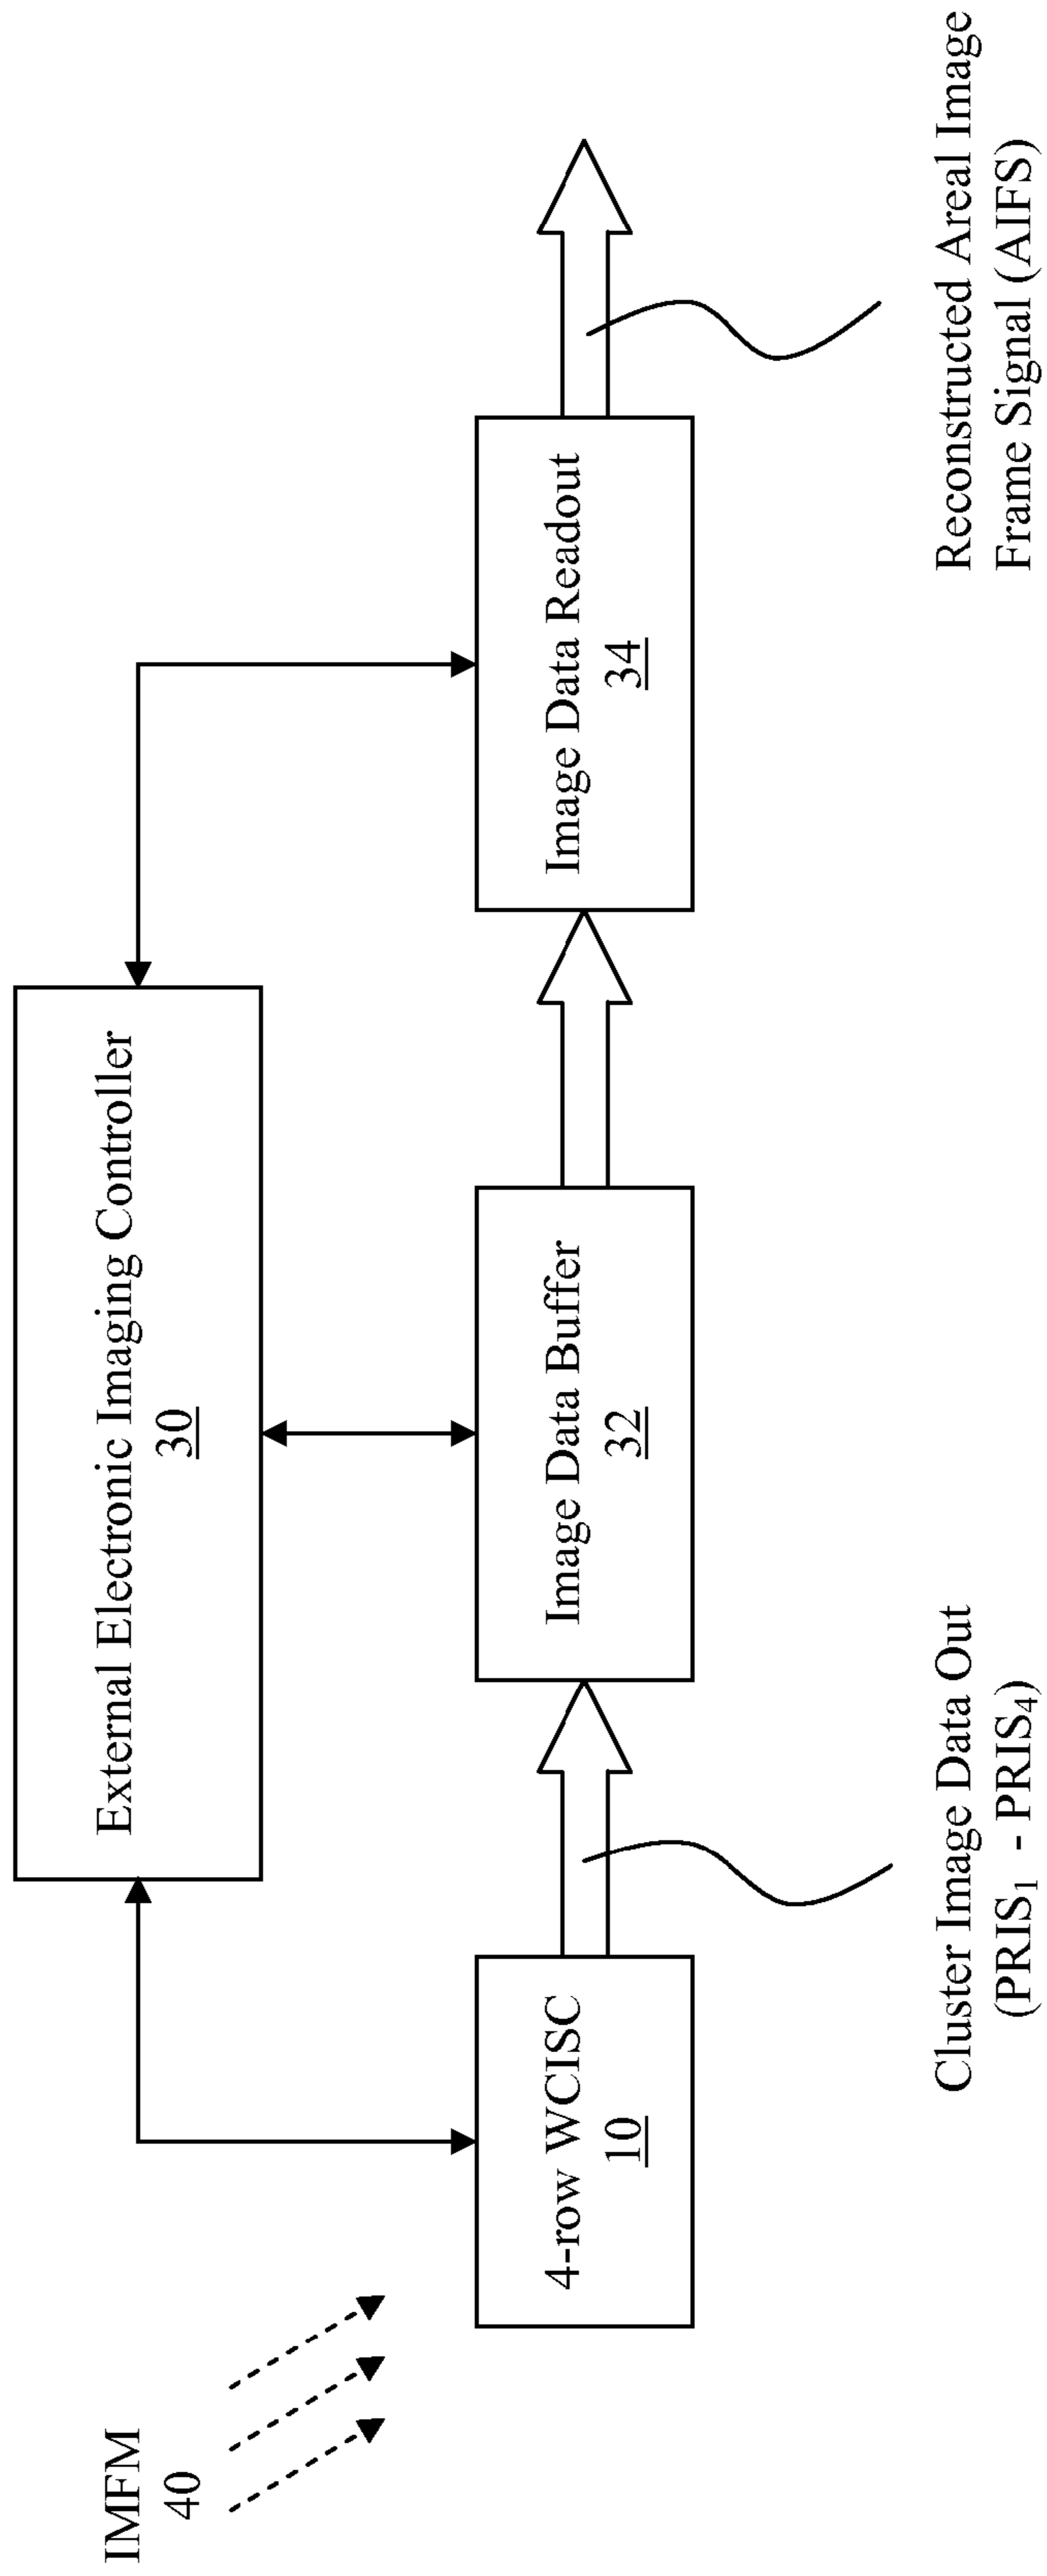 External Electronic Imaging Controller
30
IMFM
40
4-row WCISC
10
Image Data Buffer
32
Image Data Readout
34
Cluster Image Data Out
(PRIS₁ - PRIS₄)
Reconstructed Areal Image
Frame Signal (AIFS)